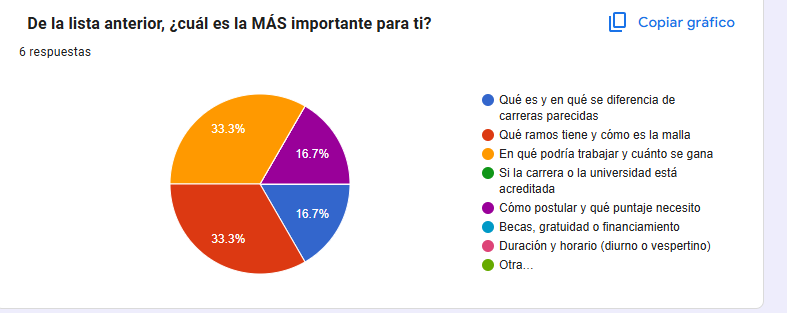 De la lista anterior, ¿cuál es la MÁS importante para ti?
Copiar gráfico
6 respuestas
33.3%
16.7%
16.7%
33.3%
Qué es y en qué se diferencia de
carreras parecidas
Qué ramos tiene y cómo es la malla
En qué podría trabajar y cuánto se gana
Si la carrera o la universidad está
acreditada
Cómo postular y qué puntaje necesito
Becas, gratuidad o financiamiento
Duración y horario (diurno o vespertino)
Otra...